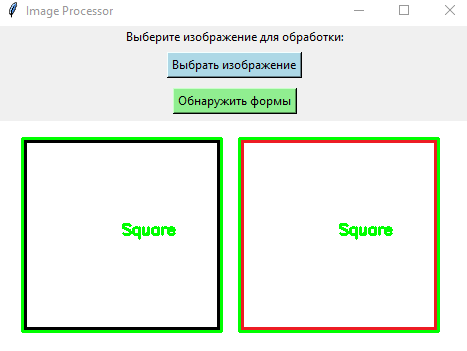 Image Processor
Выберите изображение для обработки:
Выбрать изображение
Обнаружить формы
Square Square